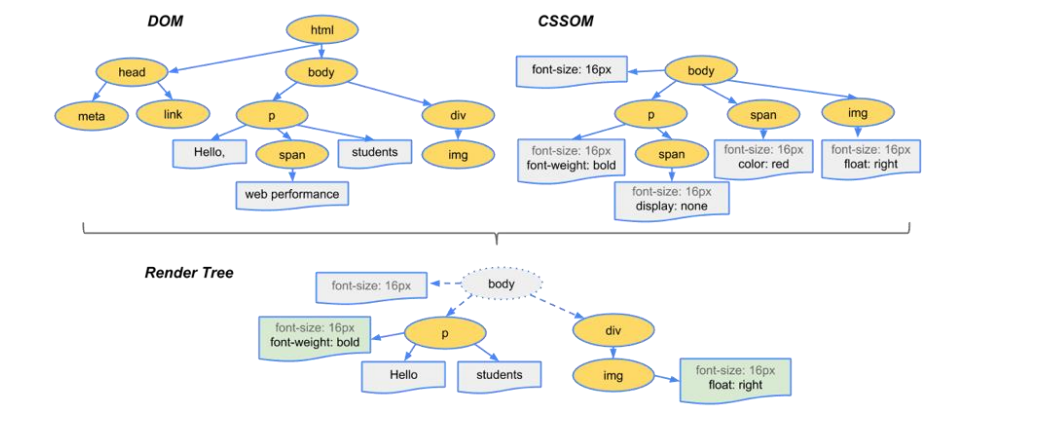 DOM
CSSOM
html
head
body
meta
link
p
div
Hello,
span
students
img
web performance
font-size: 16px
body
p
span
img
font-size: 16px
font-weight: bold
span
font-size: 16px
color: red
font-size: 16px
float: right
font-size: 16px
display: none
Render Tree
font-size: 16px
body
font-size: 16px
font-weight: bold
p
div
Hello
students
img
font-size: 16px
float: right